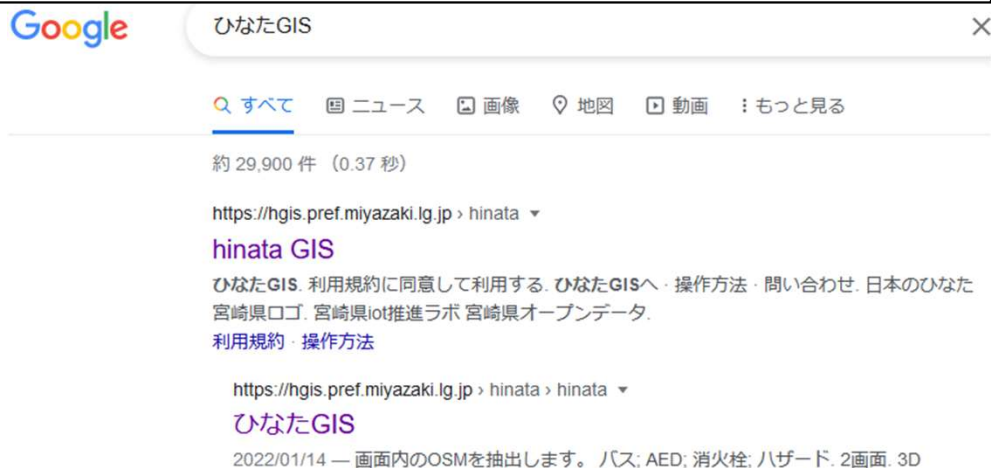 Google ひなたGIS
すべて ニュース 画像 地図 動画 もっと見る
約 29,900 件 (0.37 秒)
https://hgis.pref.miyazaki.lg.jp › hinata
hinata GIS
ひなたGIS. 利用規約に同意して利用する. ひなたGISへ · 操作方法 · 問い合わせ. 日本のひなた
宮崎県ロゴ. 宮崎県iot推進ラボ 宮崎県オープンデータ.
利用規約 · 操作方法
https://hgis.pref.miyazaki.lg.jp › hinata › hinata
ひなたGIS
2022/01/14 — 画面内のOSMを抽出します。 バス; AED; 消火栓; ハザード. 2画面. 3D